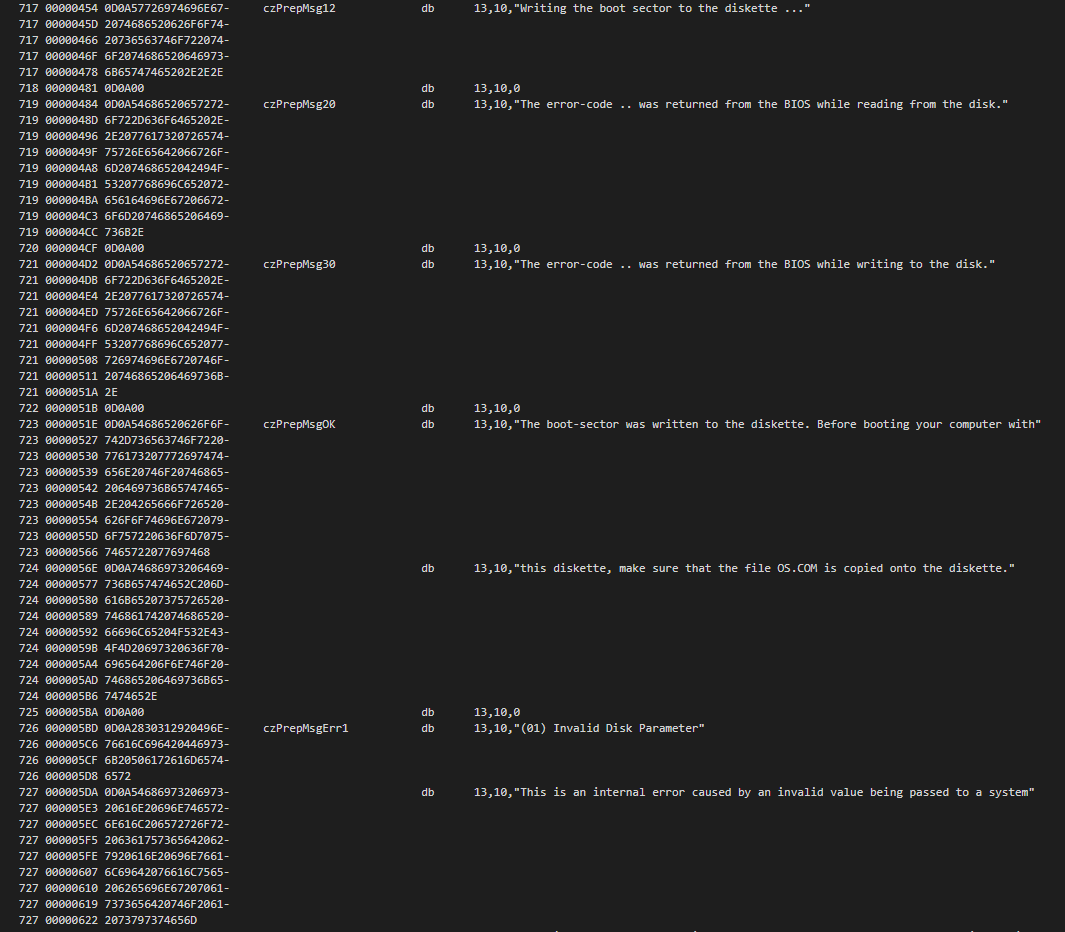 717 00000454 0D0A57726974696E67- czPrepMsg12 db 13,10,"Writing the boot sector to the diskette ..."
717 0000045D 2074686520626F6F74-
717 00000466 20736563746F722074-
717 0000046F 6F2074686520646973-
717 00000478 6B65747465202E2E2E
718 00000481 0D0A00 db 13,10,0
719 00000484 0D0A54686520657272- czPrepMsg20 db 13,10,"The error-code .. was returned from the BIOS while reading from the disk."
719 0000048D 6F722D636F6465202E-
719 00000496 2E2077617320726574-
719 0000049F 75726E65642066726F-
719 000004A8 6D207468652042494F-
719 000004B1 53207768696C652072-
719 000004BA 656164696E67206672-
719 000004C3 6F6D20746865206469-
719 000004CC 736B2E
720 000004CF 0D0A00 db 13,10,0
721 000004D2 0D0A54686520657272- czPrepMsg30 db 13,10,"The error-code .. was returned from the BIOS while writing to the disk."
721 000004DB 6F722D636F6465202E-
721 000004E4 2E2077617320726574-
721 000004ED 75726E65642066726F-
721 000004F6 6D207468652042494F-
721 000004FF 53207768696C652077-
721 00000508 726974696E6720746F-
721 00000511 20746865206469736B-
721 0000051A 2E
722 0000051B 0D0A00 db 13,10,0
723 0000051E 0D0A54686520626F6F- czPrepMsgOK db 13,10,"The boot-sector was written to the diskette. Before booting your computer with"
723 00000527 742D736563746F7220-
723 00000530 776173207772697474-
723 00000539 656E20746F20746865-
723 00000542 206469736B65747465-
723 0000054B 2E204265666F726520-
723 00000554 626F6F74696E672079-
723 0000055D 6F757220636F6D7075-
723 00000566 7465722077697468
724 0000056E 0D0A74686973206469- db 13,10,"this diskette, make sure that the file OS.COM is copied onto the diskette."
724 00000577 736B657474652C206D-
724 00000580 616B65207375726520-
724 00000589 746861742074686520-
724 00000592 66696C65204F532E43-
724 0000059B 4F4D20697320636F70-
724 000005A4 696564206F6E746F20-
724 000005AD 746865206469736B65-
724 000005B6 7474652E
725 000005BA 0D0A00 db 13,10,0
726 000005BD 0D0A2830312920496E- czPrepMsgErr1 db 13,10,"(01) Invalid Disk Parameter"
726 000005C6 76616C696420446973-
726 000005CF 6B20506172616D6574-
726 000005D8 6572
727 000005DA 0D0A54686973206973- db 13,10,"This is an internal error caused by an invalid value being passed to a system"
727 000005E3 20616E20696E746572-
727 000005EC 6E616C206572726F72-
727 000005F5 206361757365642062-
727 000005FE 7920616E20696E7661-
727 00000607 6C69642076616C7565-
727 00000610 206265696E67207061-
727 00000619 7373656420746F2061-
727 00000622 2073797374656D